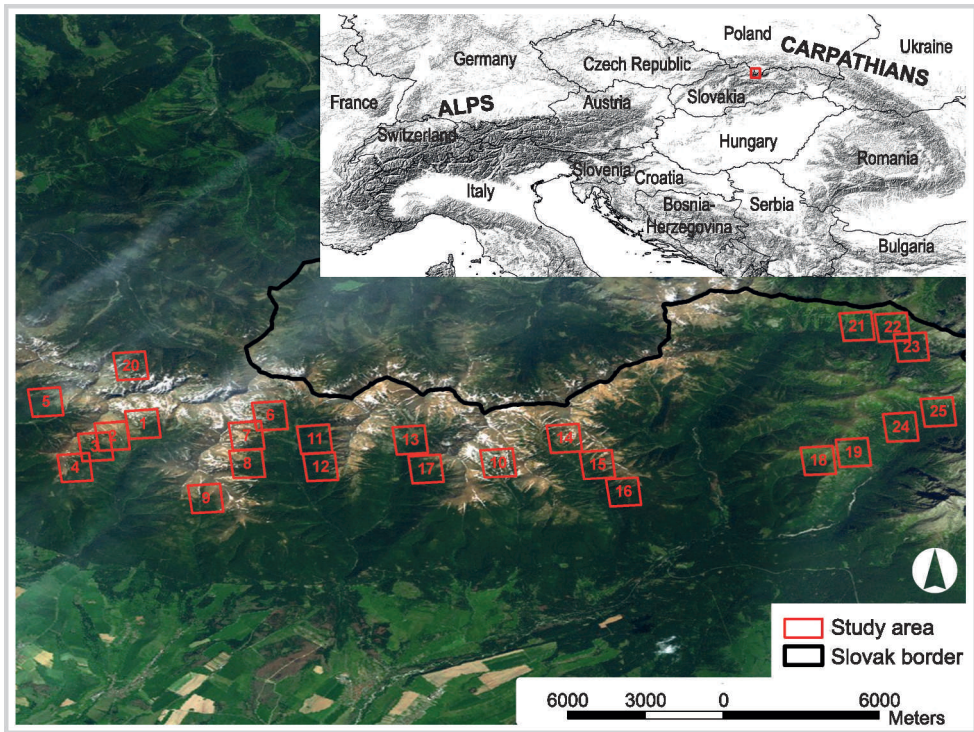 Poland
CARPATHIANS
Ukraine
Germany
Czech Republic
Slovakia
France
ALPS
Austria
Switzerland
Hungary
Romania
Slovenia
Croatia
Italy
Bosnia-
Herzegovina
Serbia
Bulgaria
21
22
23
20
5
6
1
2
3
4
7
8
9
11
12
13
17
10
14
15
16
18
19
24
25
Study area
Slovak border
6000 3000 0 6000
Meters